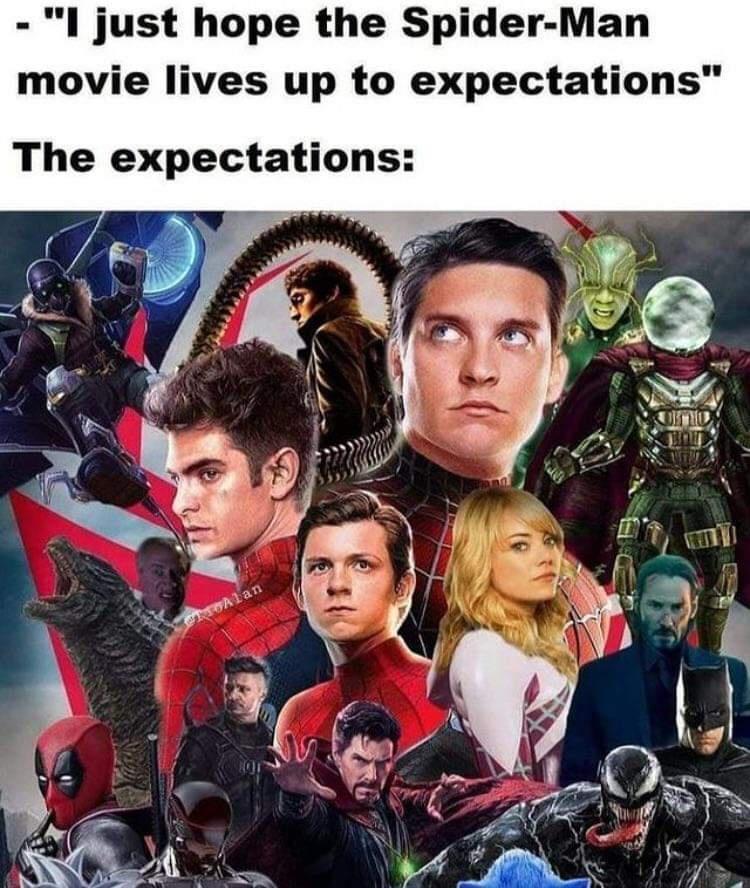 - "I just hope the Spider-Man
movie lives up to expectations"
The expectations: